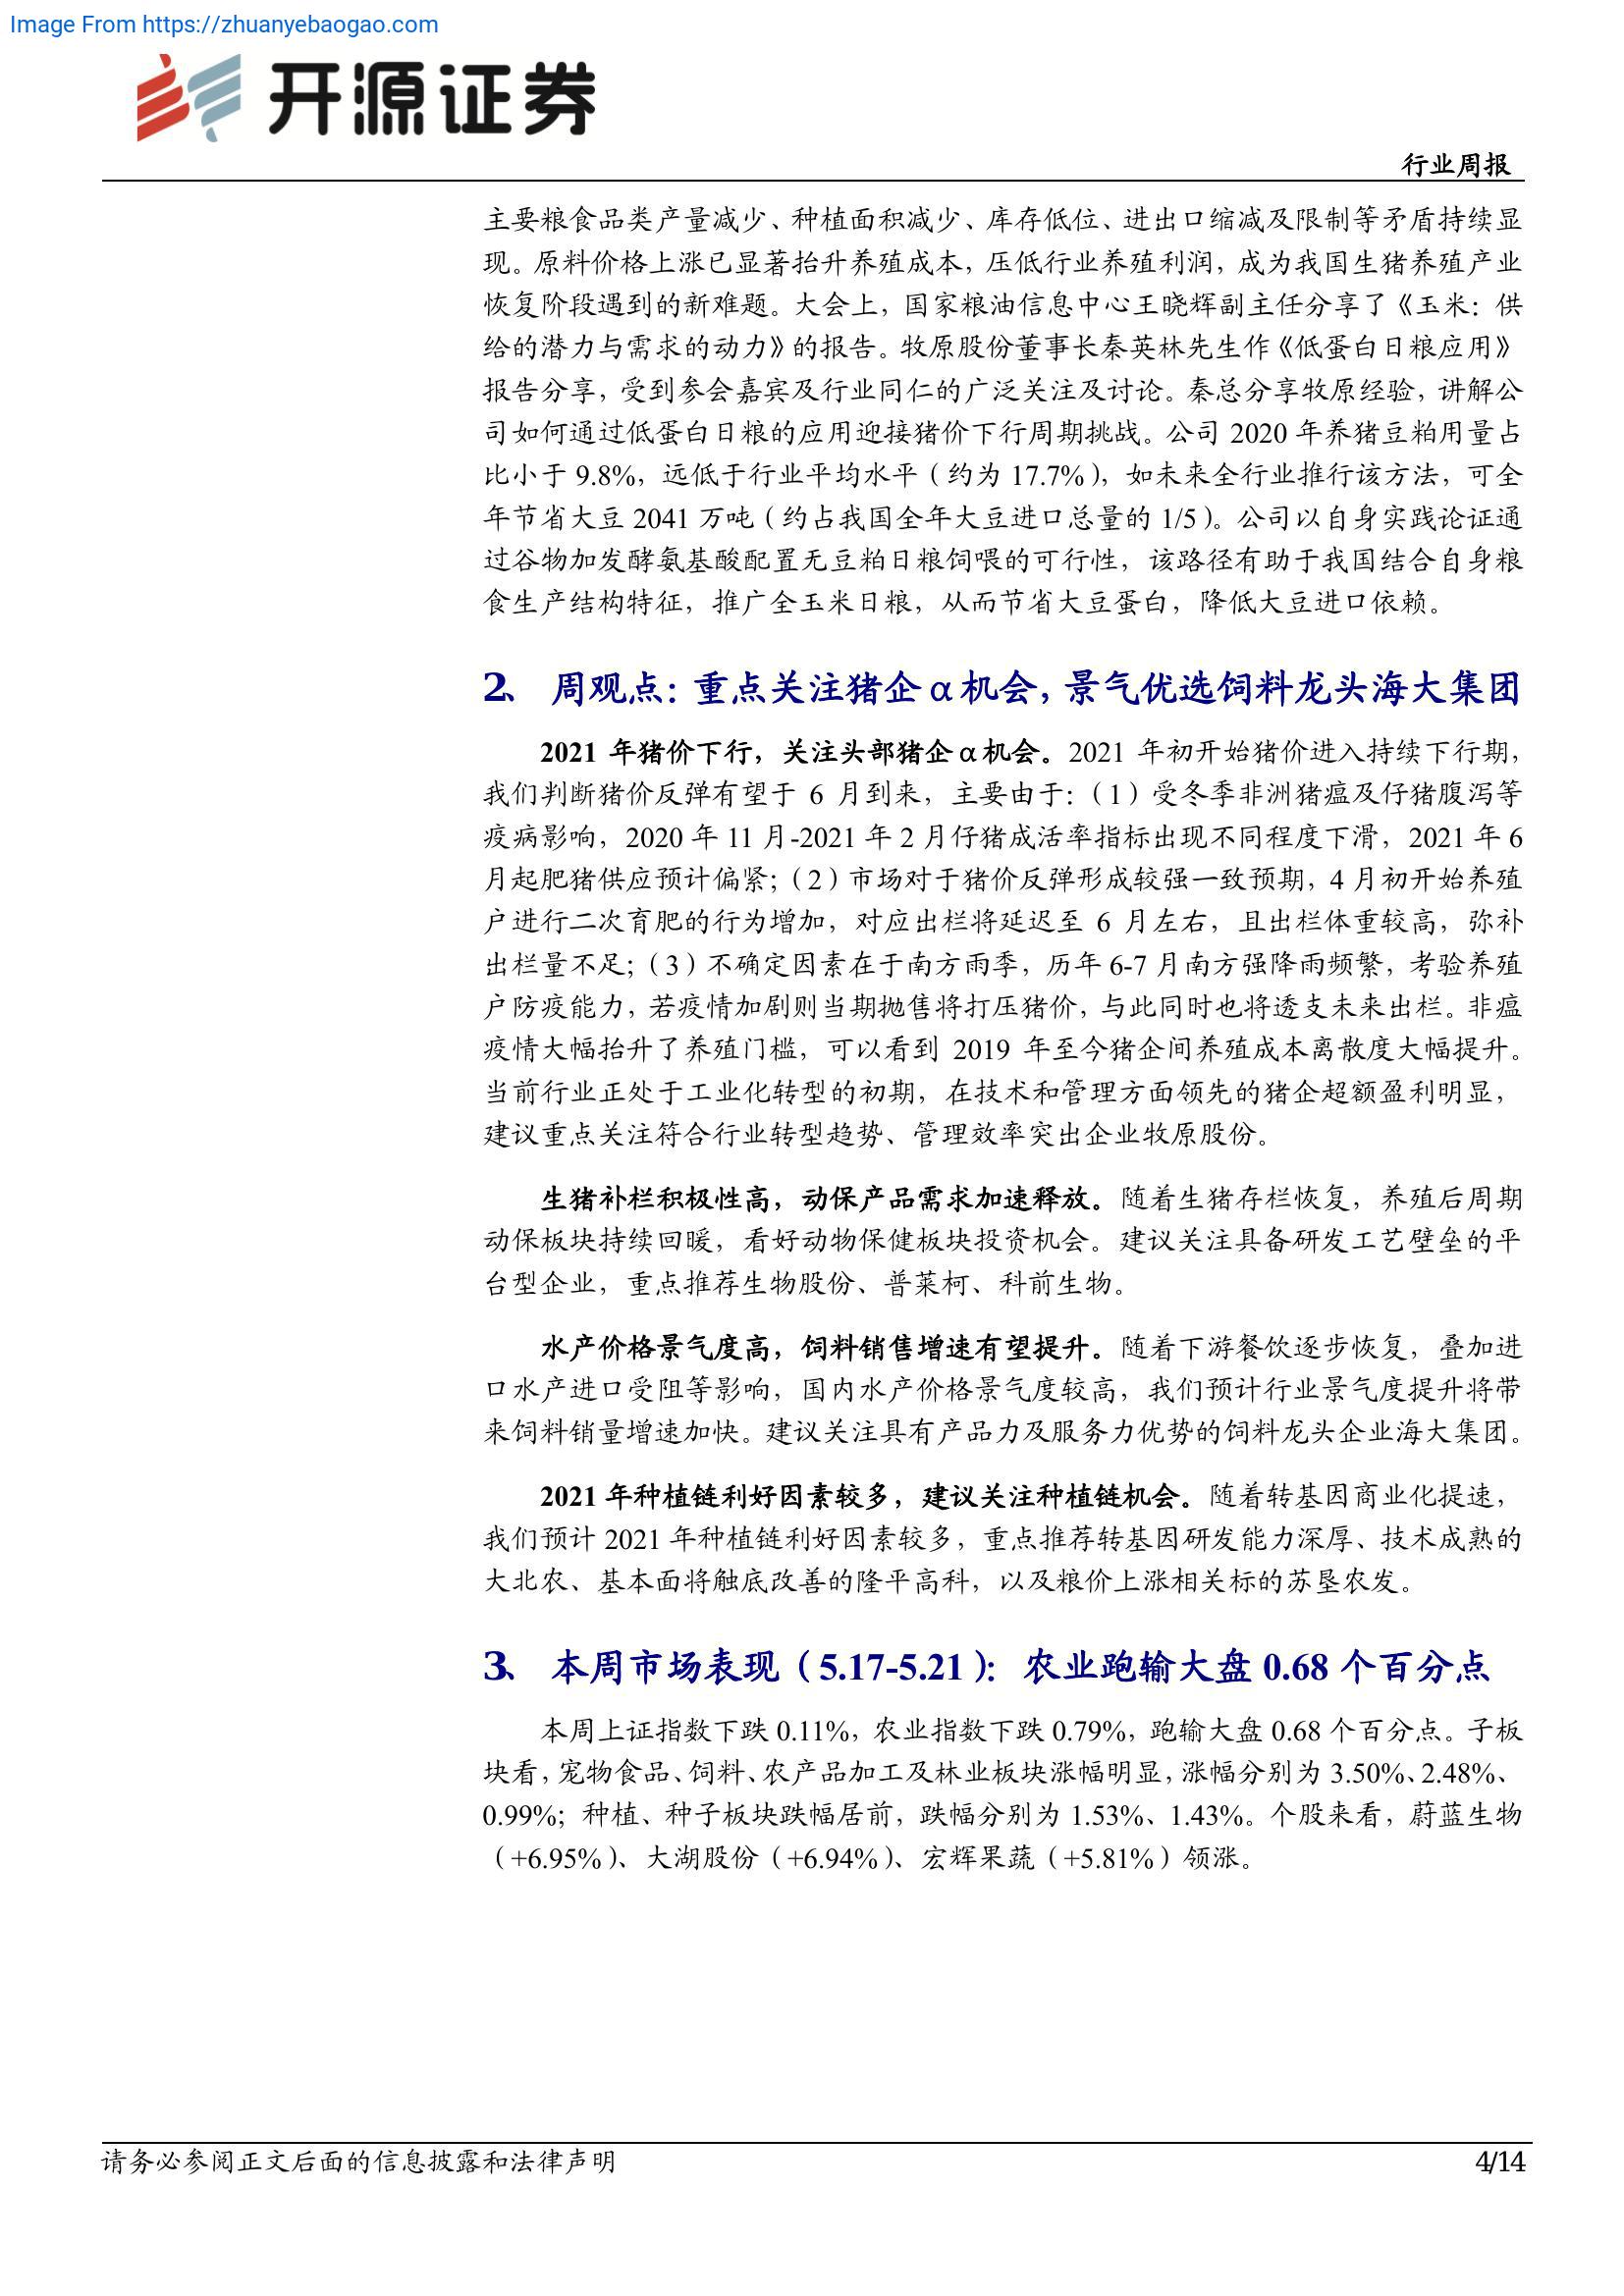 Image From https://zhuanyebaogao.com
开源证券
行业周报
主要粮食品类产量减少、种植面积减少、库存低位、进出口缩减及限制等矛盾持续显
现。原料价格上涨已显著抬升养殖成本，压低行业养殖利润，成为我国生猪养殖产业
恢复阶段遇到的新难题。大会上，国家粮油信息中心王晓辉副主任分享了《玉米：供
给的潜力与需求的动力》的报告。牧原股份董事长秦英林先生作《低蛋白日粮应用》
报告分享，受到参会嘉宾及行业同仁的广泛关注及讨论。秦总分享牧原经验，讲解公
司如何通过低蛋白日粮的应用迎接猪价下行周期挑战。公司 2020 年养猪豆粕用量占
比小于 9.8%，远低于行业平均水平（约为 17.7%），如未来全行业推行该方法，可全
年节省大豆 2041 万吨（约占我国全年大豆进口总量的 1/5）。公司以自身实践论证通
过谷物加发酵氨基酸配置无豆粕日粮饲喂的可行性，该路径有助于我国结合自身粮
食生产结构特征，推广全玉米日粮，从而节省大豆蛋白，降低大豆进口依赖。
2、 周观点：重点关注猪企α机会，景气优选饲料龙头海大集团
2021 年猪价下行，关注头部猪企α机会。2021 年初开始猪价进入持续下行期，
我们判断猪价反弹有望于 6 月到来，主要由于：（1）受冬季非洲猪瘟及仔猪腹泻等
疫病影响，2020 年 11 月-2021 年 2 月仔猪成活率指标出现不同程度下滑，2021 年 6
月起肥猪供应预计偏紧；（2）市场对于猪价反弹形成较强一致预期，4 月初开始养殖
户进行二次育肥的行为增加，对应出栏将延迟至 6 月左右，且出栏体重较高，弥补
出栏量不足；（3）不确定因素在于南方雨季，历年 6-7 月南方强降雨频繁，考验养殖
户防疫能力，若疫情加剧则当期抛售将打压猪价，与此同时也将透支未来出栏。非瘟
疫情大幅抬升了养殖门槛，可以看到 2019 年至今猪企间养殖成本离散度大幅提升。
当前行业正处于工业化转型的初期，在技术和管理方面领先的猪企超额盈利明显，
建议重点关注符合行业转型趋势、管理效率突出企业牧原股份。
生猪补栏积极性高，动保产品需求加速释放。随着生猪存栏恢复，养殖后周期
动保板块持续回暖，看好动物保健板块投资机会。建议关注具备研发工艺壁垒的平
台型企业，重点推荐生物股份、普莱柯、科前生物。
水产价格景气度高，饲料销售增速有望提升。随着下游餐饮逐步恢复，叠加进
口水产进口受阻等影响，国内水产价格景气度较高，我们预计行业景气度提升将带
来饲料销量增速加快。建议关注具有产品力及服务力优势的饲料龙头企业海大集团。
2021 年种植链利好因素较多，建议关注种植链机会。随着转基因商业化提速，
我们预计 2021 年种植链利好因素较多，重点推荐转基因研发能力深厚、技术成熟的
大北农、基本面将触底改善的隆平高科，以及粮价上涨相关标的苏垦农发。
3、 本周市场表现（5.17-5.21）：农业跑输大盘 0.68 个百分点
本周上证指数下跌 0.11%，农业指数下跌 0.79%，跑输大盘 0.68 个百分点。子板
块看，宠物食品、饲料、农产品加工及林业板块涨幅明显，涨幅分别为 3.50%、2.48%、
0.99%；种植、种子板块跌幅居前，跌幅分别为 1.53%、1.43%。个股来看，蔚蓝生物
（+6.95%）、大湖股份（+6.94%）、宏辉果蔬（+5.81%）领涨。
请务必参阅正文后面的信息披露和法律声明
4/14